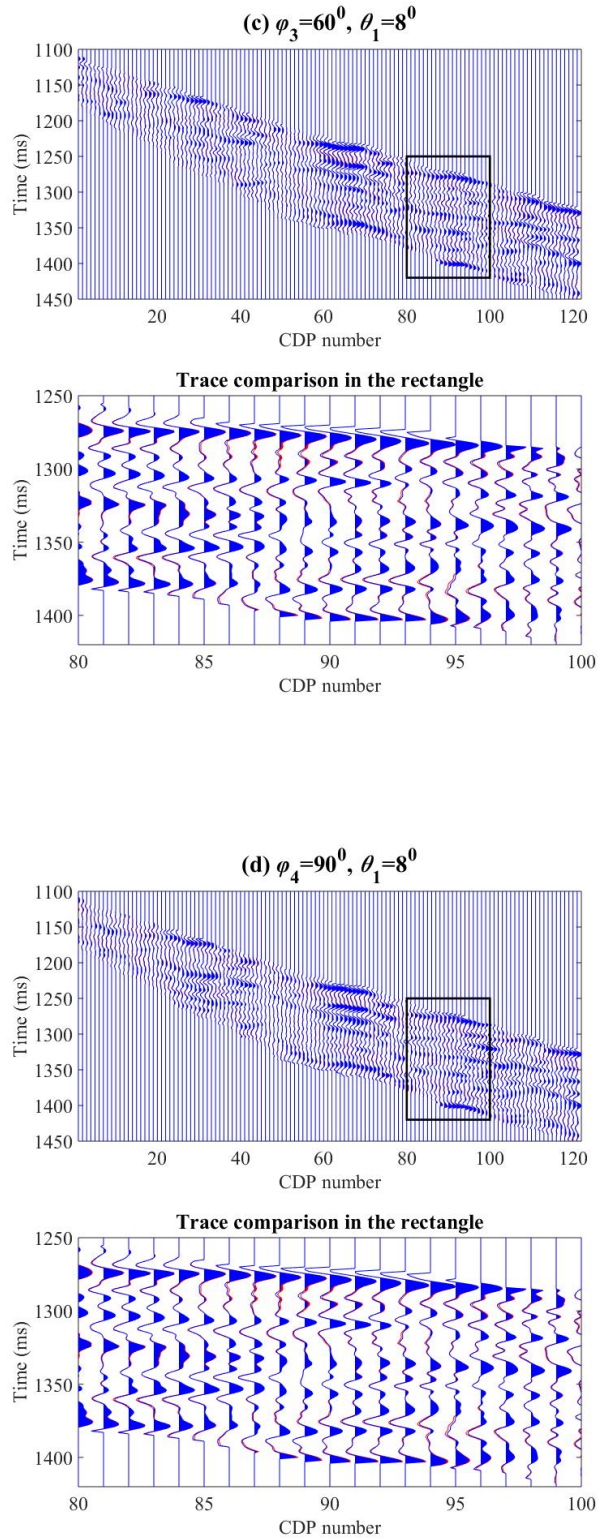 (c) φ3=60⁰, θ1=8⁰
1100
1150
1200
1250
1300
1350
1400
1450
Time (ms)
20 40 60 80 100 120
CDP number
Trace comparison in the rectangle
1250
1300
1350
1400
Time (ms)
80 85 90 95 100
CDP number
(d) φ4=90⁰, θ1=8⁰
1100
1150
1200
1250
1300
1350
1400
1450
Time (ms)
20 40 60 80 100 120
CDP number
Trace comparison in the rectangle
1250
1300
1350
1400
Time (ms)
80 85 90 95 100
CDP number